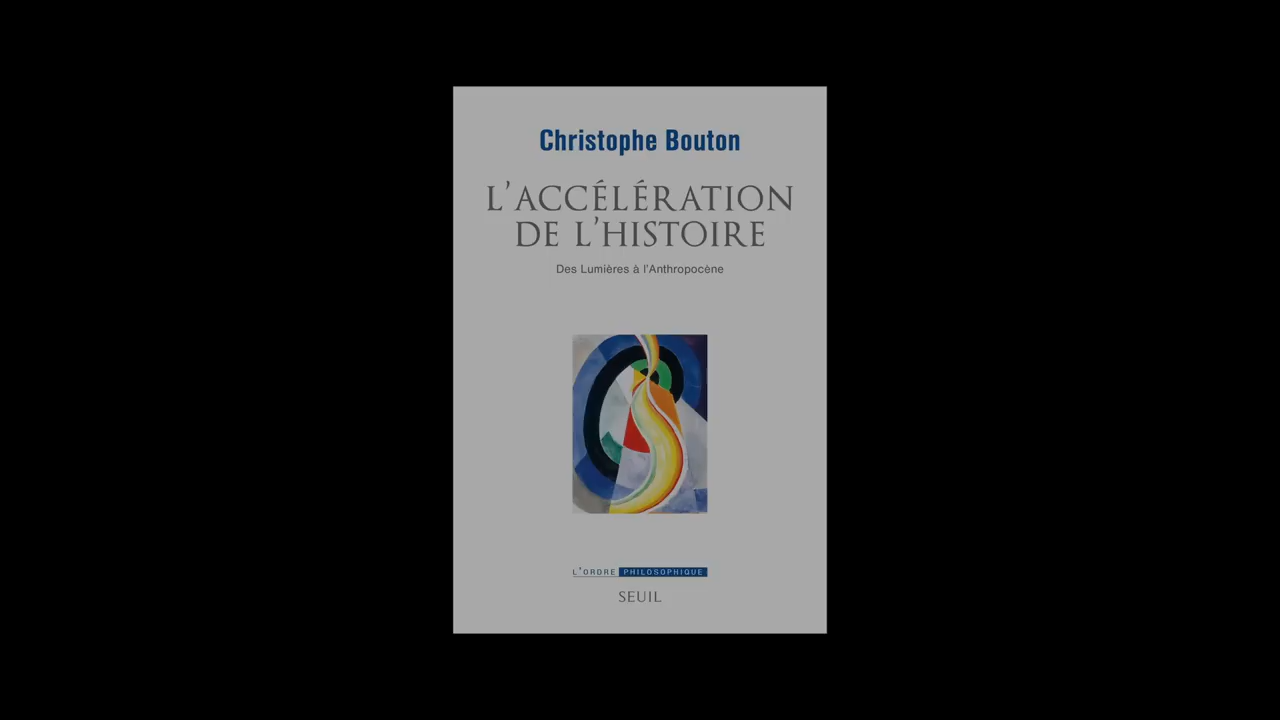 Christophe Bouton
L'ACCÉLÉRATION
DE L'HISTOIRE
Des Lumières à l'Anthropocène
L'ORDRE PHILOSOPHIQUE
SEUIL